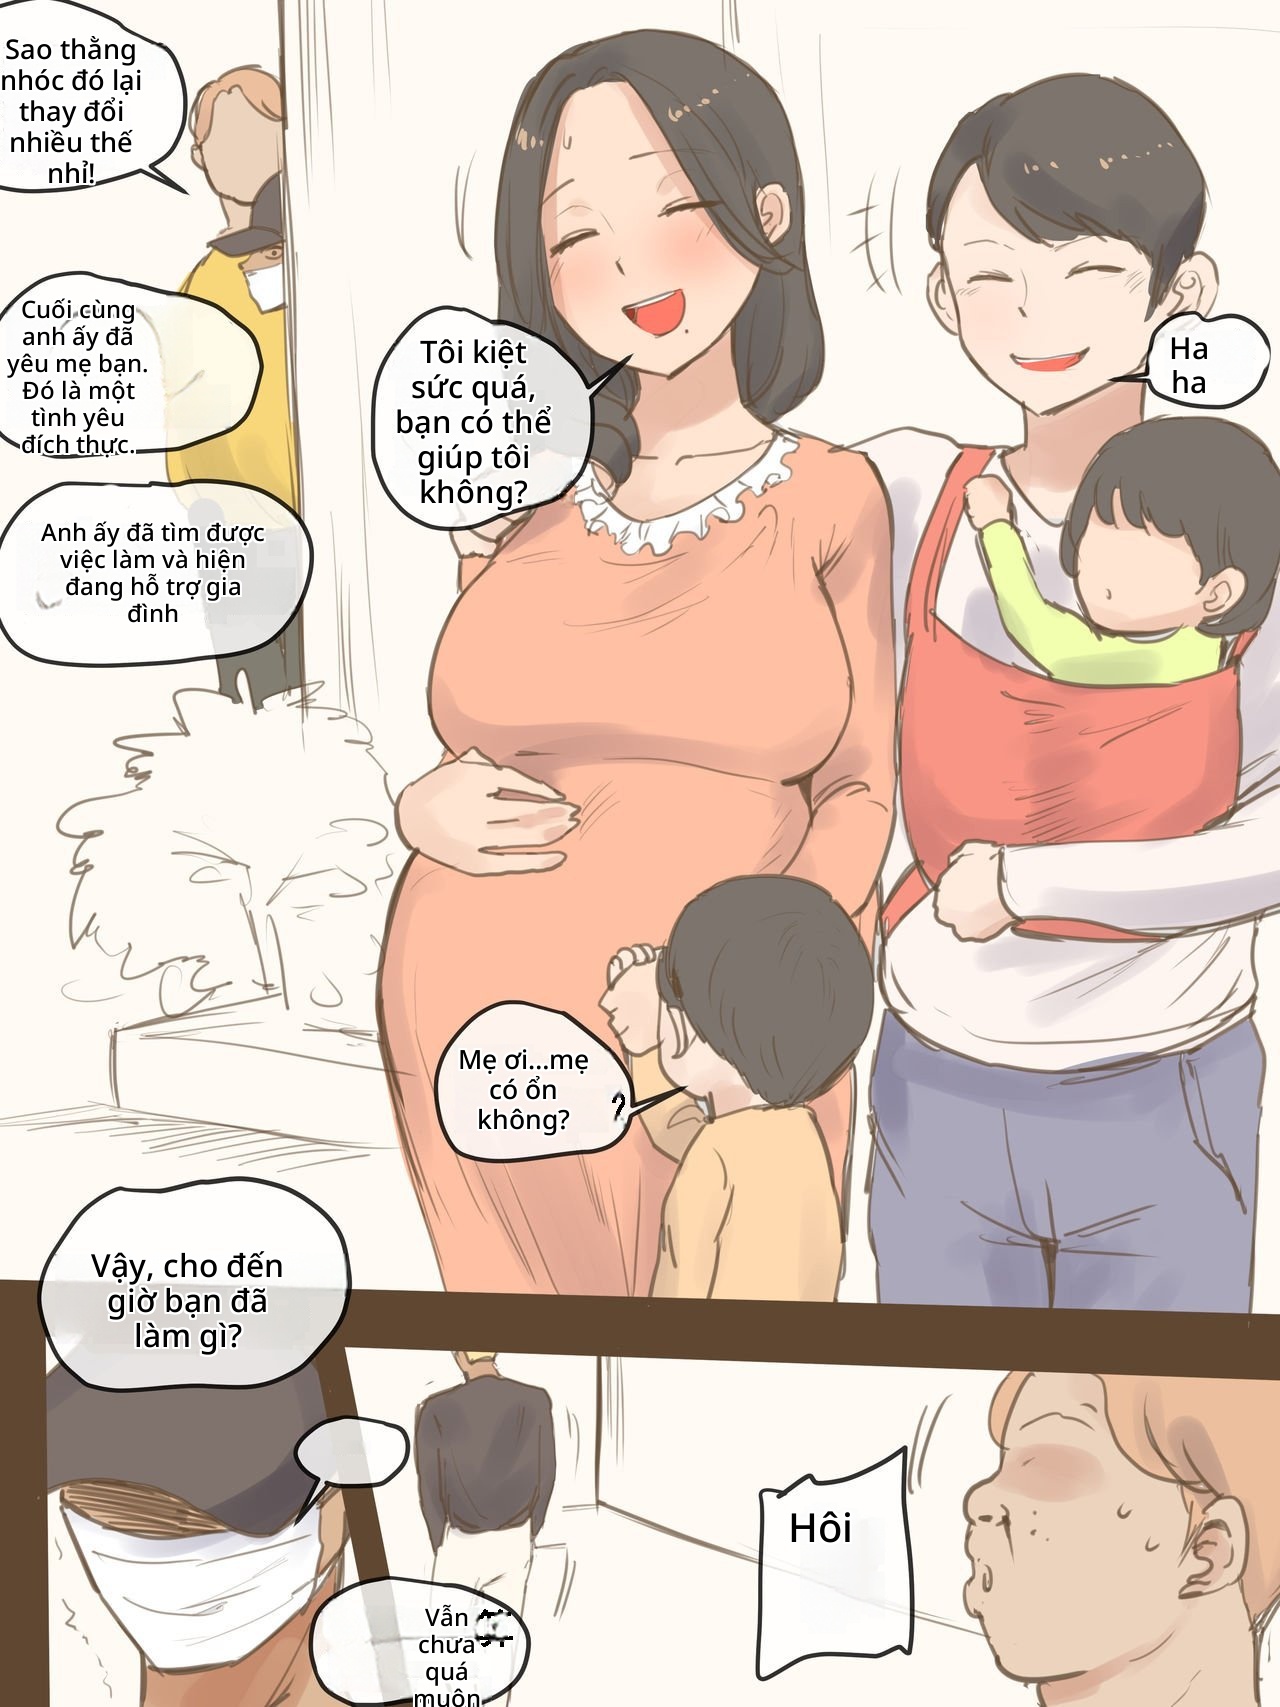 Sao thằng
nhóc đó lại
thay đổi
nhiều thế
nhỉ!
Cuối cùng
anh ấy đã
yêu mẹ bạn.
Đó là một
tình yêu
đích thực.
Anh ấy đã tìm được
việc làm và hiện
đang hỗ trợ gia
đình
Tôi kiệt
sức quá,
bạn có thể
giúp tôi
không?
Ha
ha
Mẹ ơi...mẹ
có ổn
không?
?
Vậy, cho đến
giờ bạn đã
làm gì?
Hôi
Vẫn
chưa
quá
muộn